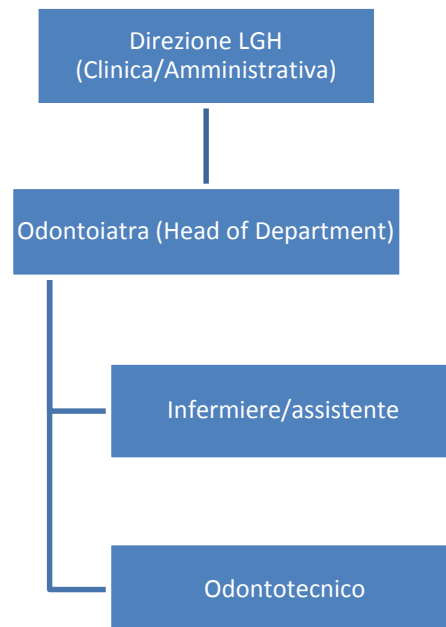 Direzione LGH
(Clinica/Amministrativa)
Odontoiatra (Head of Department)
Infermiere/assistente
Odontotecnico